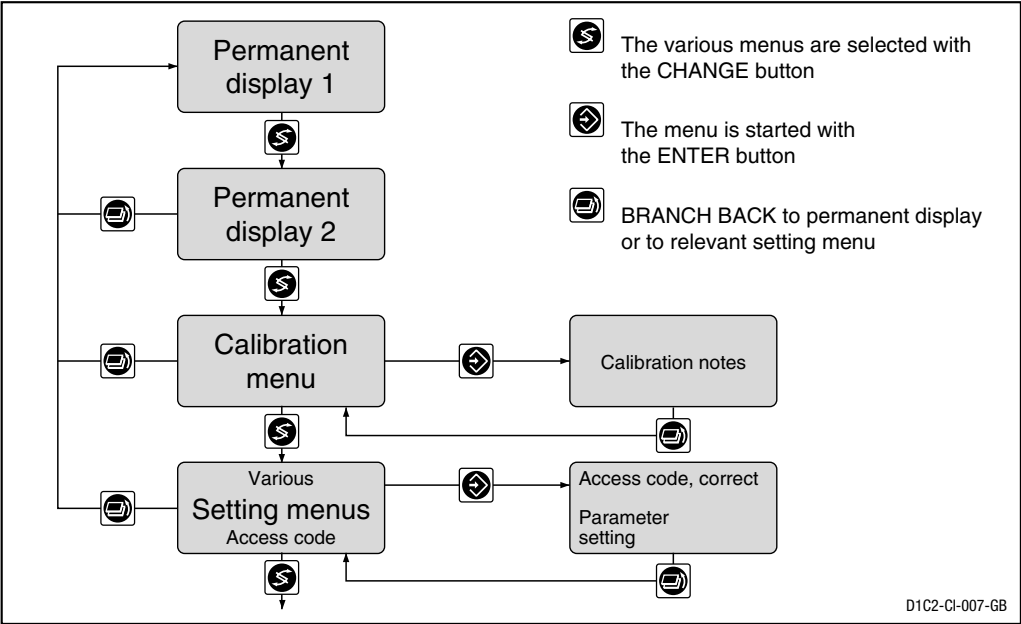 Permanent
display 1
The various menus are selected with
the CHANGE button
The menu is started with
the ENTER button
BRANCH BACK to permanent display
or to relevant setting menu
Permanent
display 2
Calibration
menu
Calibration notes
Various
Setting menus
Access code
Access code, correct
Parameter
setting
D1C2-CI-007-GB